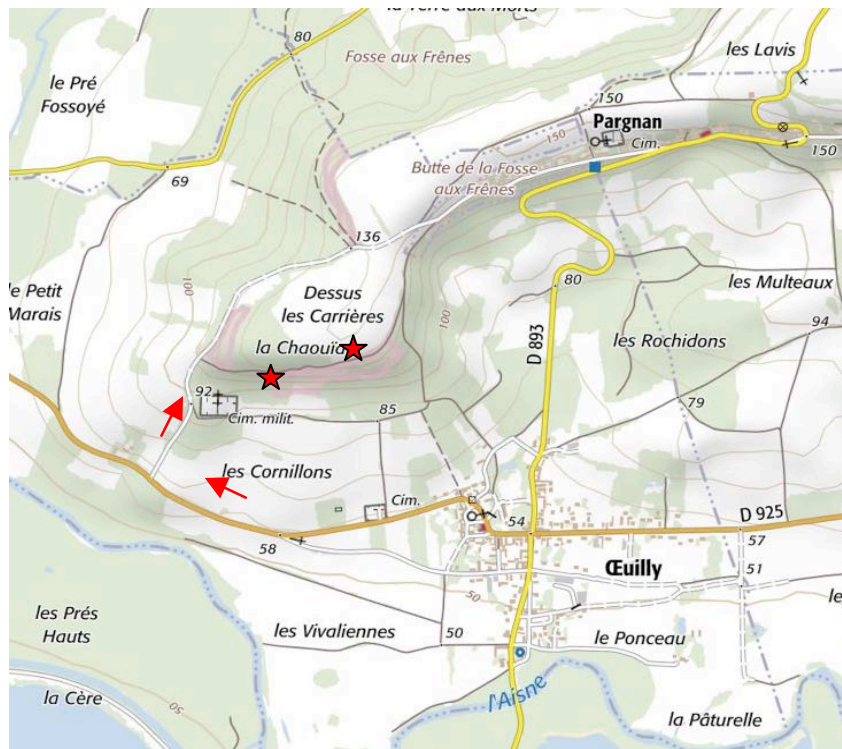 la Terre aux Morts
80
Fosse aux Frênes
les Lavis
le Pré
Fossoyé
150
Pargnan
150
Cim.
150
69
Butte de la Fosse
aux Frênes
136
100
Dessus
les Carrières
80
les Multeaux
le Petit
Marais
la Chaouïa
100
D 893
les Rochidons
94
92
Cim. milit.
85
79
les Cornillons
Cim.
54
D 925
58
57
Œuilly
51
50
les Prés
Hauts
les Vivaliennes
50
le Ponceau
le
la Cère
50
l'Aisne
la Pâturelle